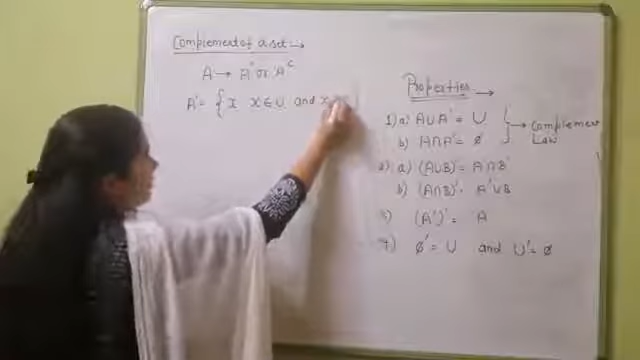 Complement of a set →
A → A' or A^c
A' = { x x ∈ U and x
Properties →
1) a) A ∪ A' = U
b) A ∩ A' = ϕ
→ Complement Law
2) a) (A ∪ B)' = A' ∩ B'
b) (A ∩ B)' = A' ∪ B
3) (A')' = A
4) ϕ' = U and U' = ϕ